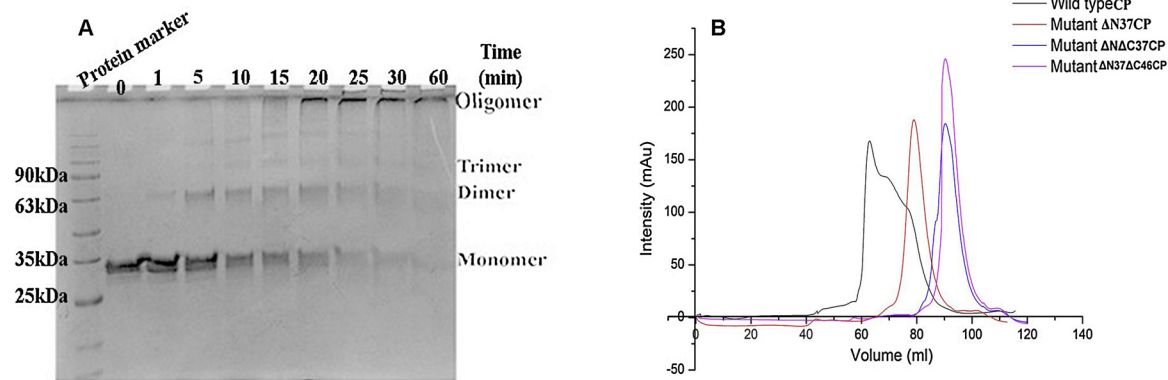 A
Protein marker
0 1 5 10 15 20 25 30 60
Time
(min)
Oligomer
Trimer
Dimer
Monomer
90kDa
63kDa
35kDa
25kDa
B
Wild typeCP
Mutant ΔN37CP
Mutant ΔNΔC37CP
Mutant ΔN37ΔC46CP
Intensity (mAu)
250
200
150
100
50
0
-50
0 20 40 60 80 100 120 140
Volume (ml)